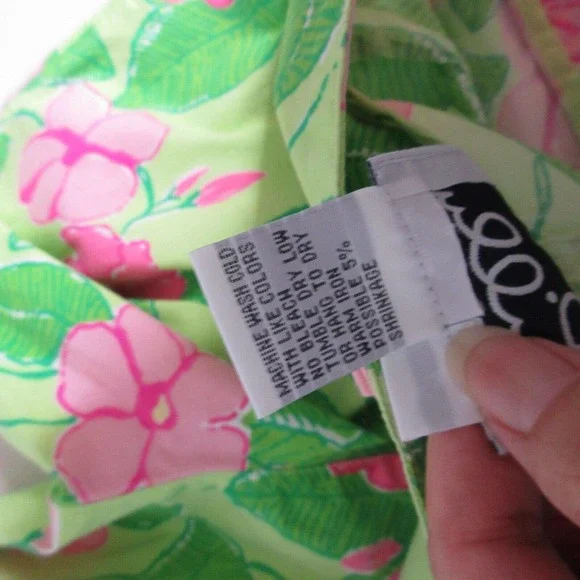 MACHINE WASH COLD
WITH LIKE COLORS
NO BLEACH
TUMBLE DRY LOW
OR HANG TO DRY
WARM IRON
POSSIBLE 5%
SHRINKAGE